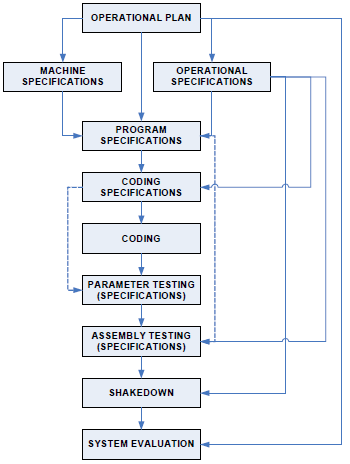 OPERATIONAL PLAN
MACHINE
SPECIFICATIONS
OPERATIONAL
SPECIFICATIONS
PROGRAM
SPECIFICATIONS
CODING
SPECIFICATIONS
CODING
PARAMETER TESTING
(SPECIFICATIONS)
ASSEMBLY TESTING
(SPECIFICATIONS)
SHAKEDOWN
SYSTEM EVALUATION